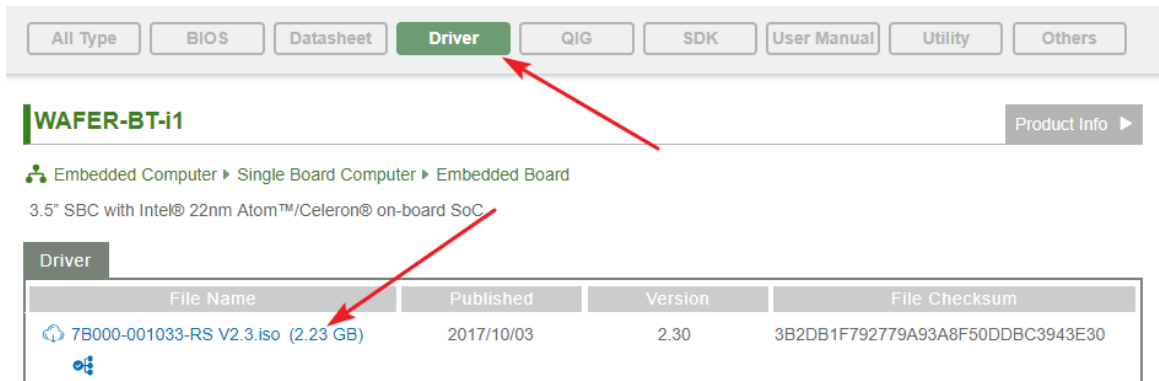 All Type BIOS Datasheet Driver QIG SDK User Manual Utility Others
WAFER-BT-i1
Product Info
Embedded Computer Single Board Computer Embedded Board
3.5" SBC with Intel® 22nm Atom™/Celeron® on-board SoC
Driver
File Name Published Version File Checksum
7B000-001033-RS V2.3.iso (2.23 GB) 2017/10/03 2.30 3B2DB1F792779A93A8F50DDBC3943E30